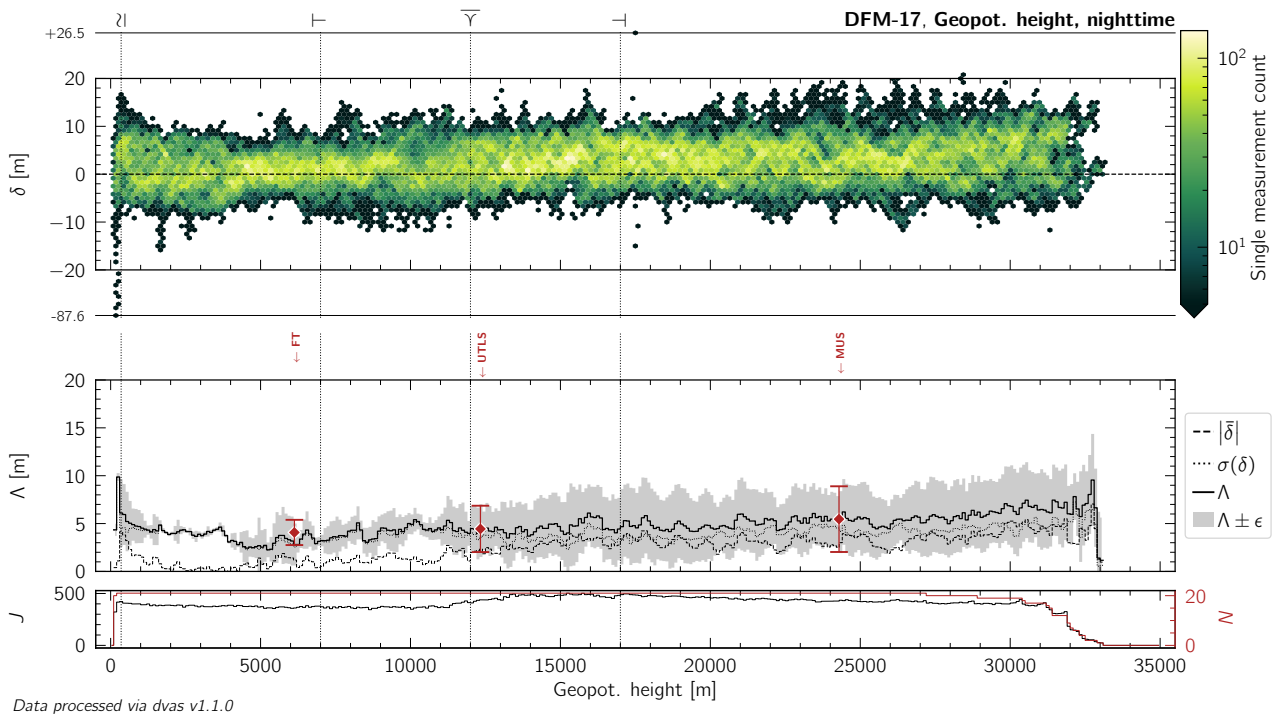 ≃ ⊢ ⋏ ⊣
DFM-17, Geopot. height, nighttime
+26.5
20
10
0
−10
−20
-87.6
δ [m]
10²
10¹
Single measurement count
FT
UTLS
MUS
20
15
10
5
0
Λ [m]
|δ̄|
σ(δ)
Λ
Λ ± ϵ
500
0
J
20
0
N
0 5000 10000 15000 20000 25000 30000 35000
Geopot. height [m]
Data processed via dvas v1.1.0